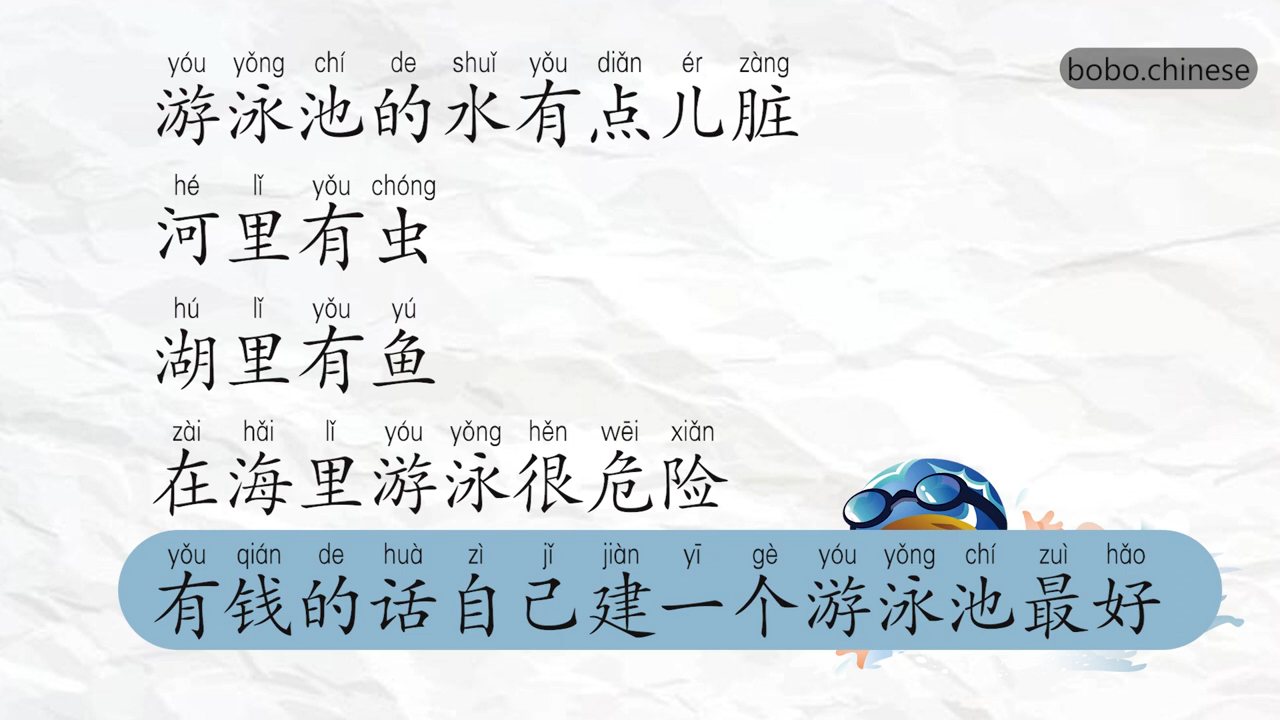 bobo.chinese
yóu yǒng chí de shuǐ yǒu diǎn ér zàng
游泳池的水有点儿脏
hé lǐ yǒu chóng
河里有虫
hú lǐ yǒu yú
湖里有鱼
zài hǎi lǐ yóu yǒng hěn wēi xiǎn
在海里游泳很危险
yǒu qián de huà zì jǐ jiàn yī gè yóu yǒng chí zuì hǎo
有钱的话自己建一个游泳池最好